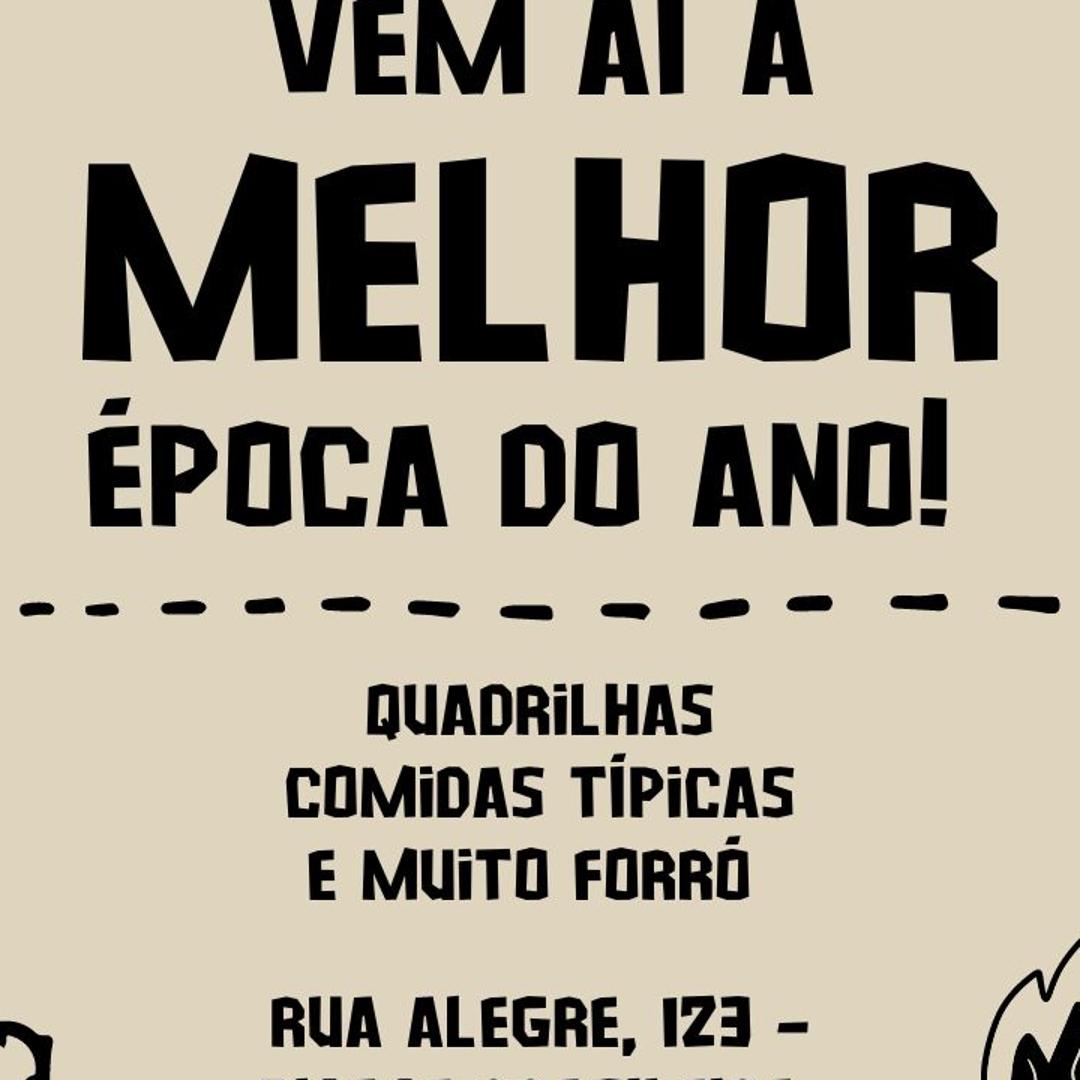 VEM AÍ A
MELHOR
ÉPOCA DO ANO!
QUADRiLHAS
COMiDAS TÍPiCAS
E MUiTO FORRÓ
RUA ALEGRE, 123 –